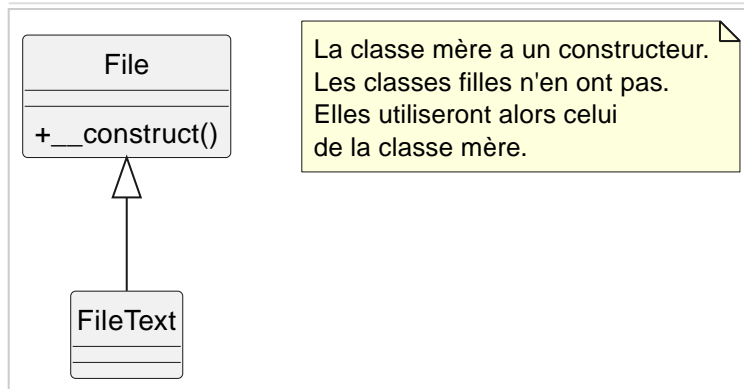 File
+__construct()
FileText
La classe mère a un constructeur.
Les classes filles n'en ont pas.
Elles utiliseront alors celui
de la classe mère.